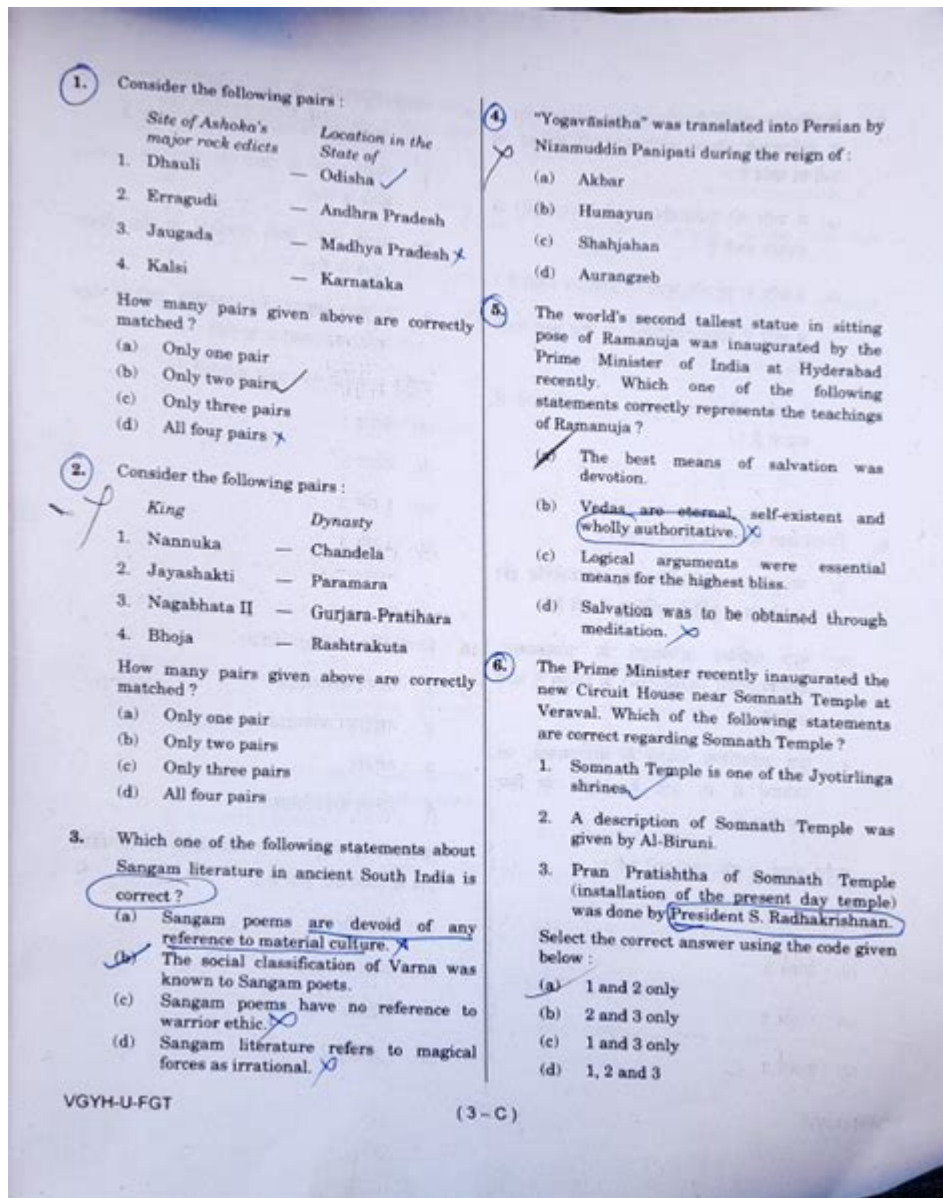 1. Consider the following pairs :
Site of Ashoka's
major rock edicts
Location in the
State of
1. Dhauli — Odisha
2. Erragudi — Andhra Pradesh
3. Jaugada — Madhya Pradesh
4. Kalsi — Karnataka
How many pairs given above are correctly
matched ?
(a) Only one pair
(b) Only two pairs
(c) Only three pairs
(d) All four pairs
2. Consider the following pairs :
King Dynasty
1. Nannuka — Chandela
2. Jayashakti — Paramara
3. Nagabhata II — Gurjara-Pratihara
4. Bhoja — Rashtrakuta
How many pairs given above are correctly
matched ?
(a) Only one pair
(b) Only two pairs
(c) Only three pairs
(d) All four pairs
3. Which one of the following statements about
Sangam literature in ancient South India is
correct ?
(a) Sangam poems are devoid of any
reference to material culture.
(b) The social classification of Varna was
known to Sangam poets.
(c) Sangam poems have no reference to
warrior ethic.
(d) Sangam literature refers to magical
forces as irrational.
4. "Yogavāsistha" was translated into Persian by
Nizamuddin Panipati during the reign of :
(a) Akbar
(b) Humayun
(c) Shahjahan
(d) Aurangzeb
5. The world's second tallest statue in sitting
pose of Ramanuja was inaugurated by the
Prime Minister of India at Hyderabad
recently. Which one of the following
statements correctly represents the teachings
of Ramanuja ?
(a) The best means of salvation was
devotion.
(b) Vedas are eternal, self-existent and
wholly authoritative.
(c) Logical arguments were essential
means for the highest bliss.
(d) Salvation was to be obtained through
meditation.
6. The Prime Minister recently inaugurated the
new Circuit House near Somnath Temple at
Veraval. Which of the following statements
are correct regarding Somnath Temple ?
1. Somnath Temple is one of the Jyotirlinga
shrines.
2. A description of Somnath Temple was
given by Al-Biruni.
3. Pran Pratishtha of Somnath Temple
(installation of the present day temple)
was done by President S. Radhakrishnan.
Select the correct answer using the code given
below :
(a) 1 and 2 only
(b) 2 and 3 only
(c) 1 and 3 only
(d) 1, 2 and 3
VGYH-U-FGT
( 3 – C )